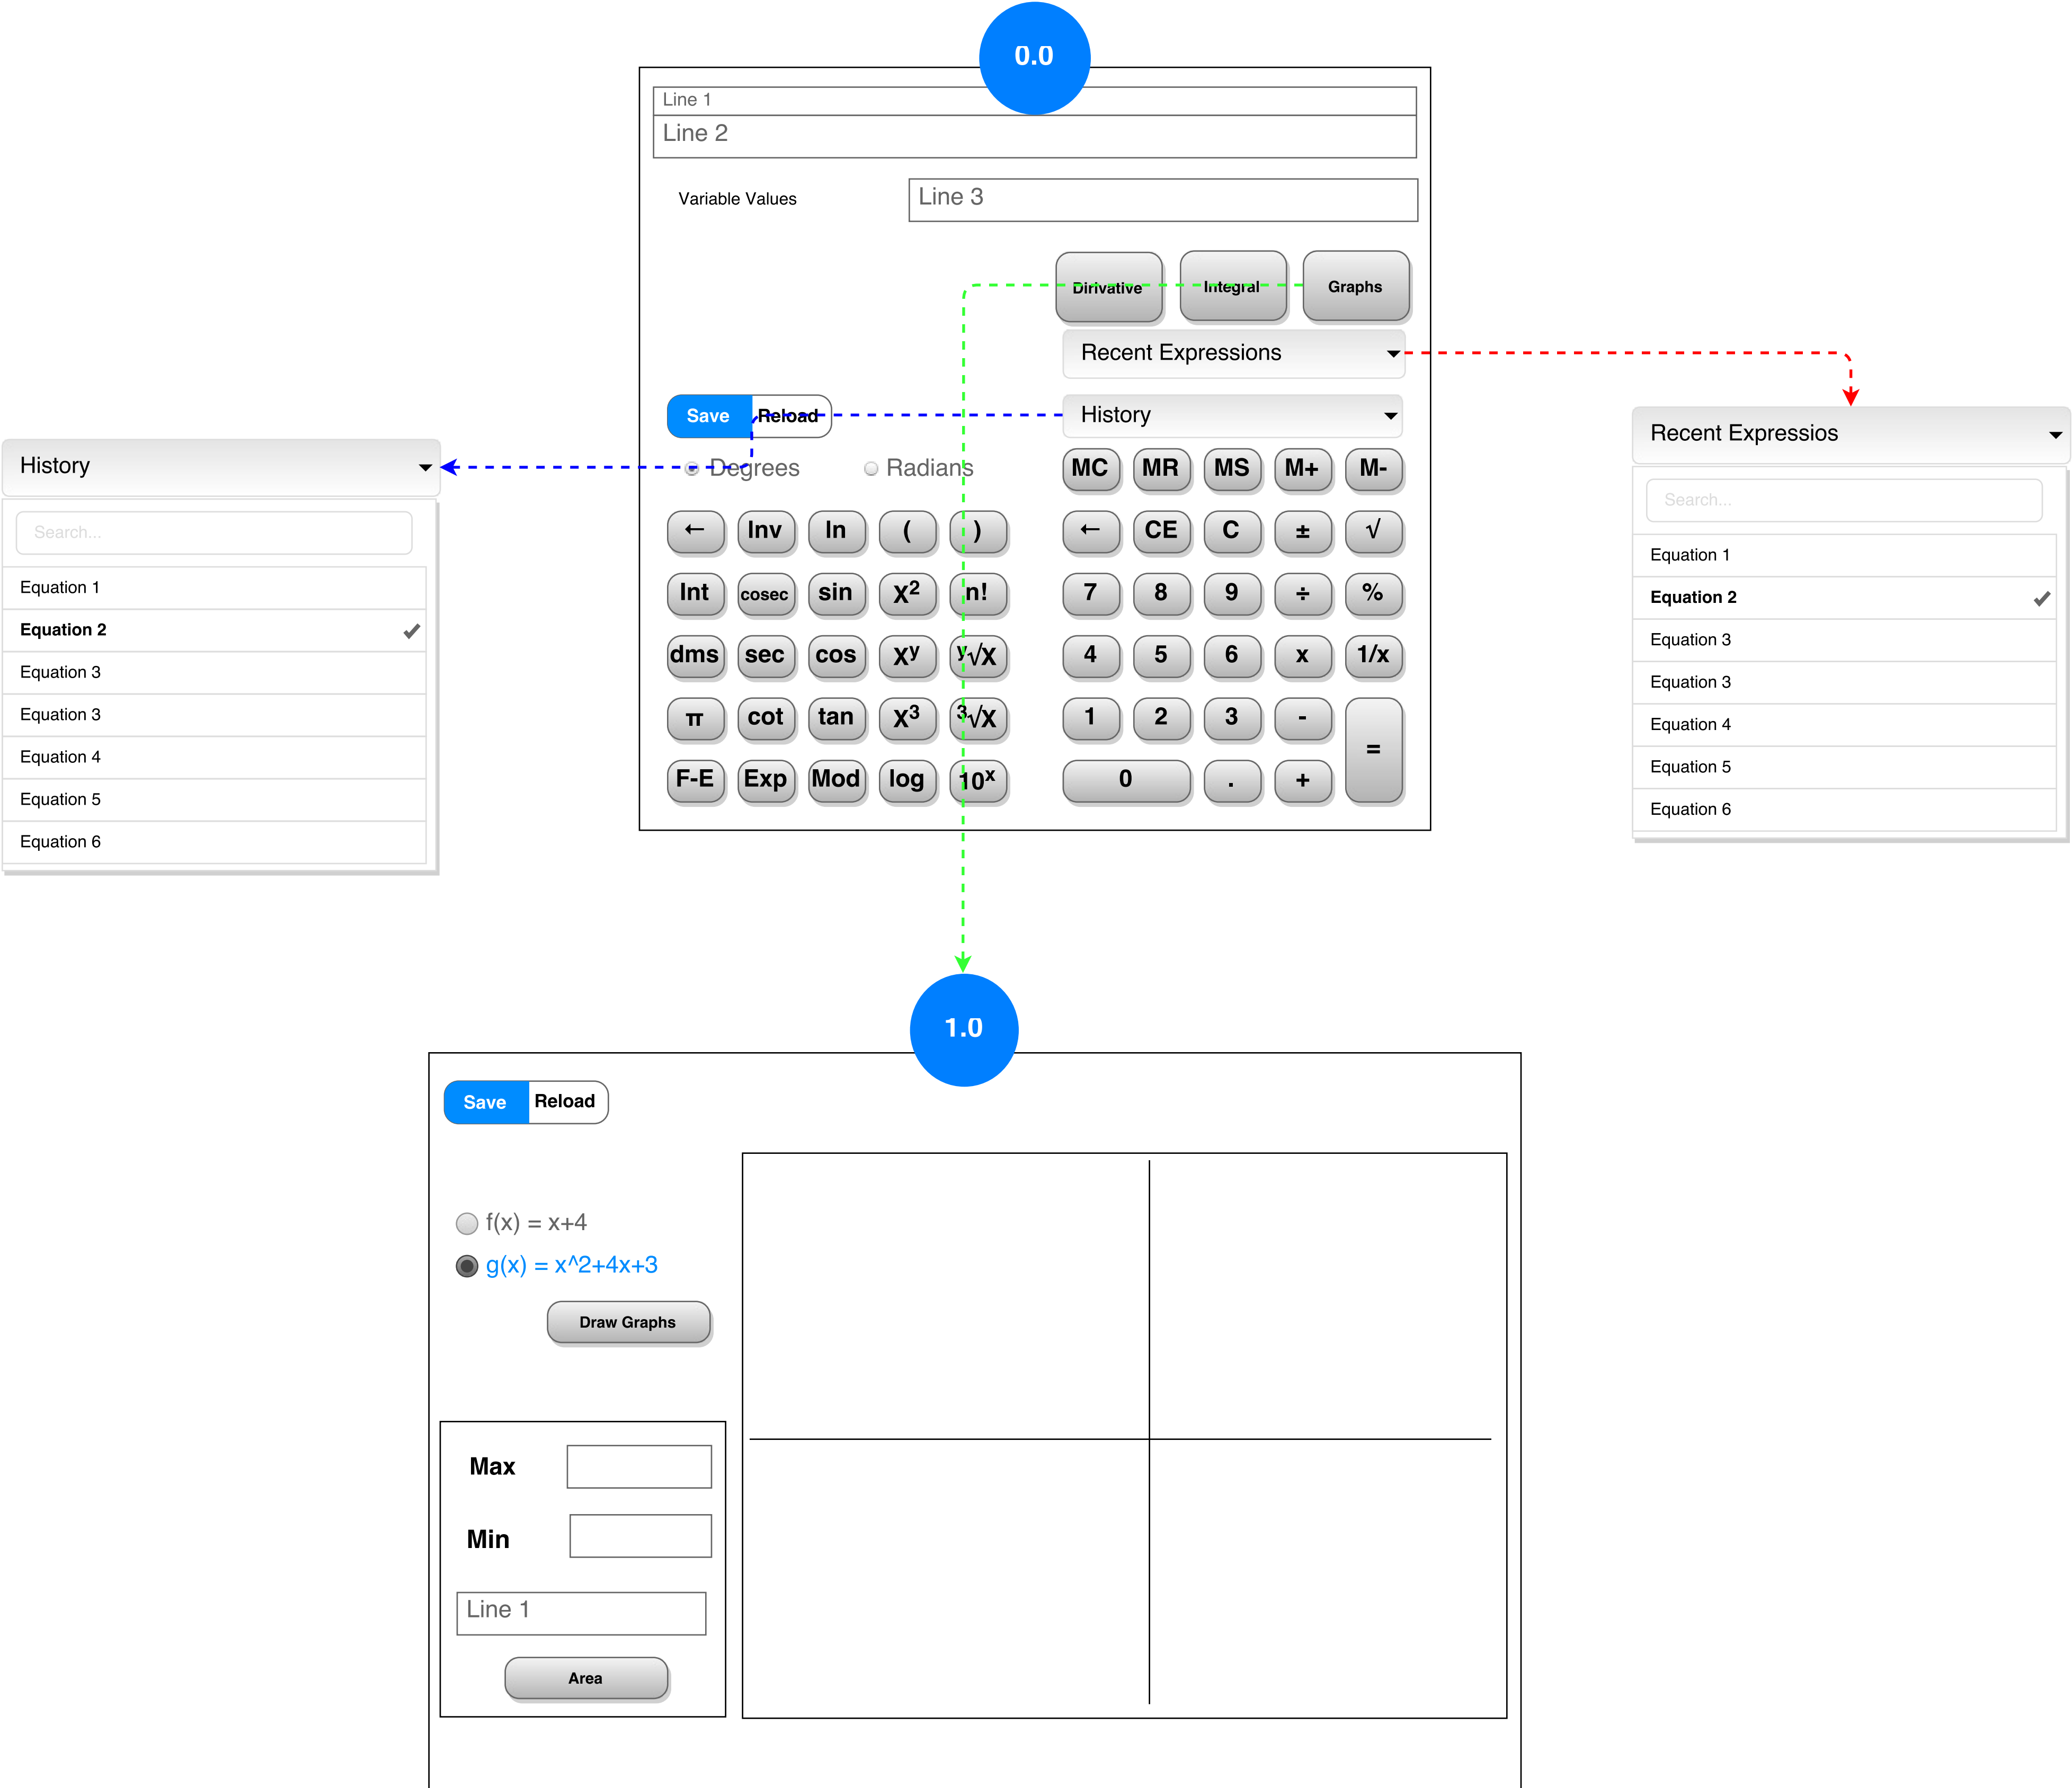 0.0
Line 1
Line 2
Variable Values
Line 3
Dirivative Integral Graphs
Recent Expressions
Save Reload
History
Degrees Radians
MC MR MS M+ M-
← Inv ln ( )
← CE C ± √
Int cosec sin X² n!
7 8 9 ÷ %
dms sec cos Xʸ ʸ√X
4 5 6 x 1/x
π cot tan X³ ³√X
1 2 3 - =
F-E Exp Mod log 10ˣ
0 . +
History
Search...
Equation 1
Equation 2
Equation 3
Equation 3
Equation 4
Equation 5
Equation 6
Recent Expressios
Search...
Equation 1
Equation 2
Equation 3
Equation 3
Equation 4
Equation 5
Equation 6
1.0
Save Reload
f(x) = x+4
g(x) = x^2+4x+3
Draw Graphs
Max
Min
Line 1
Area